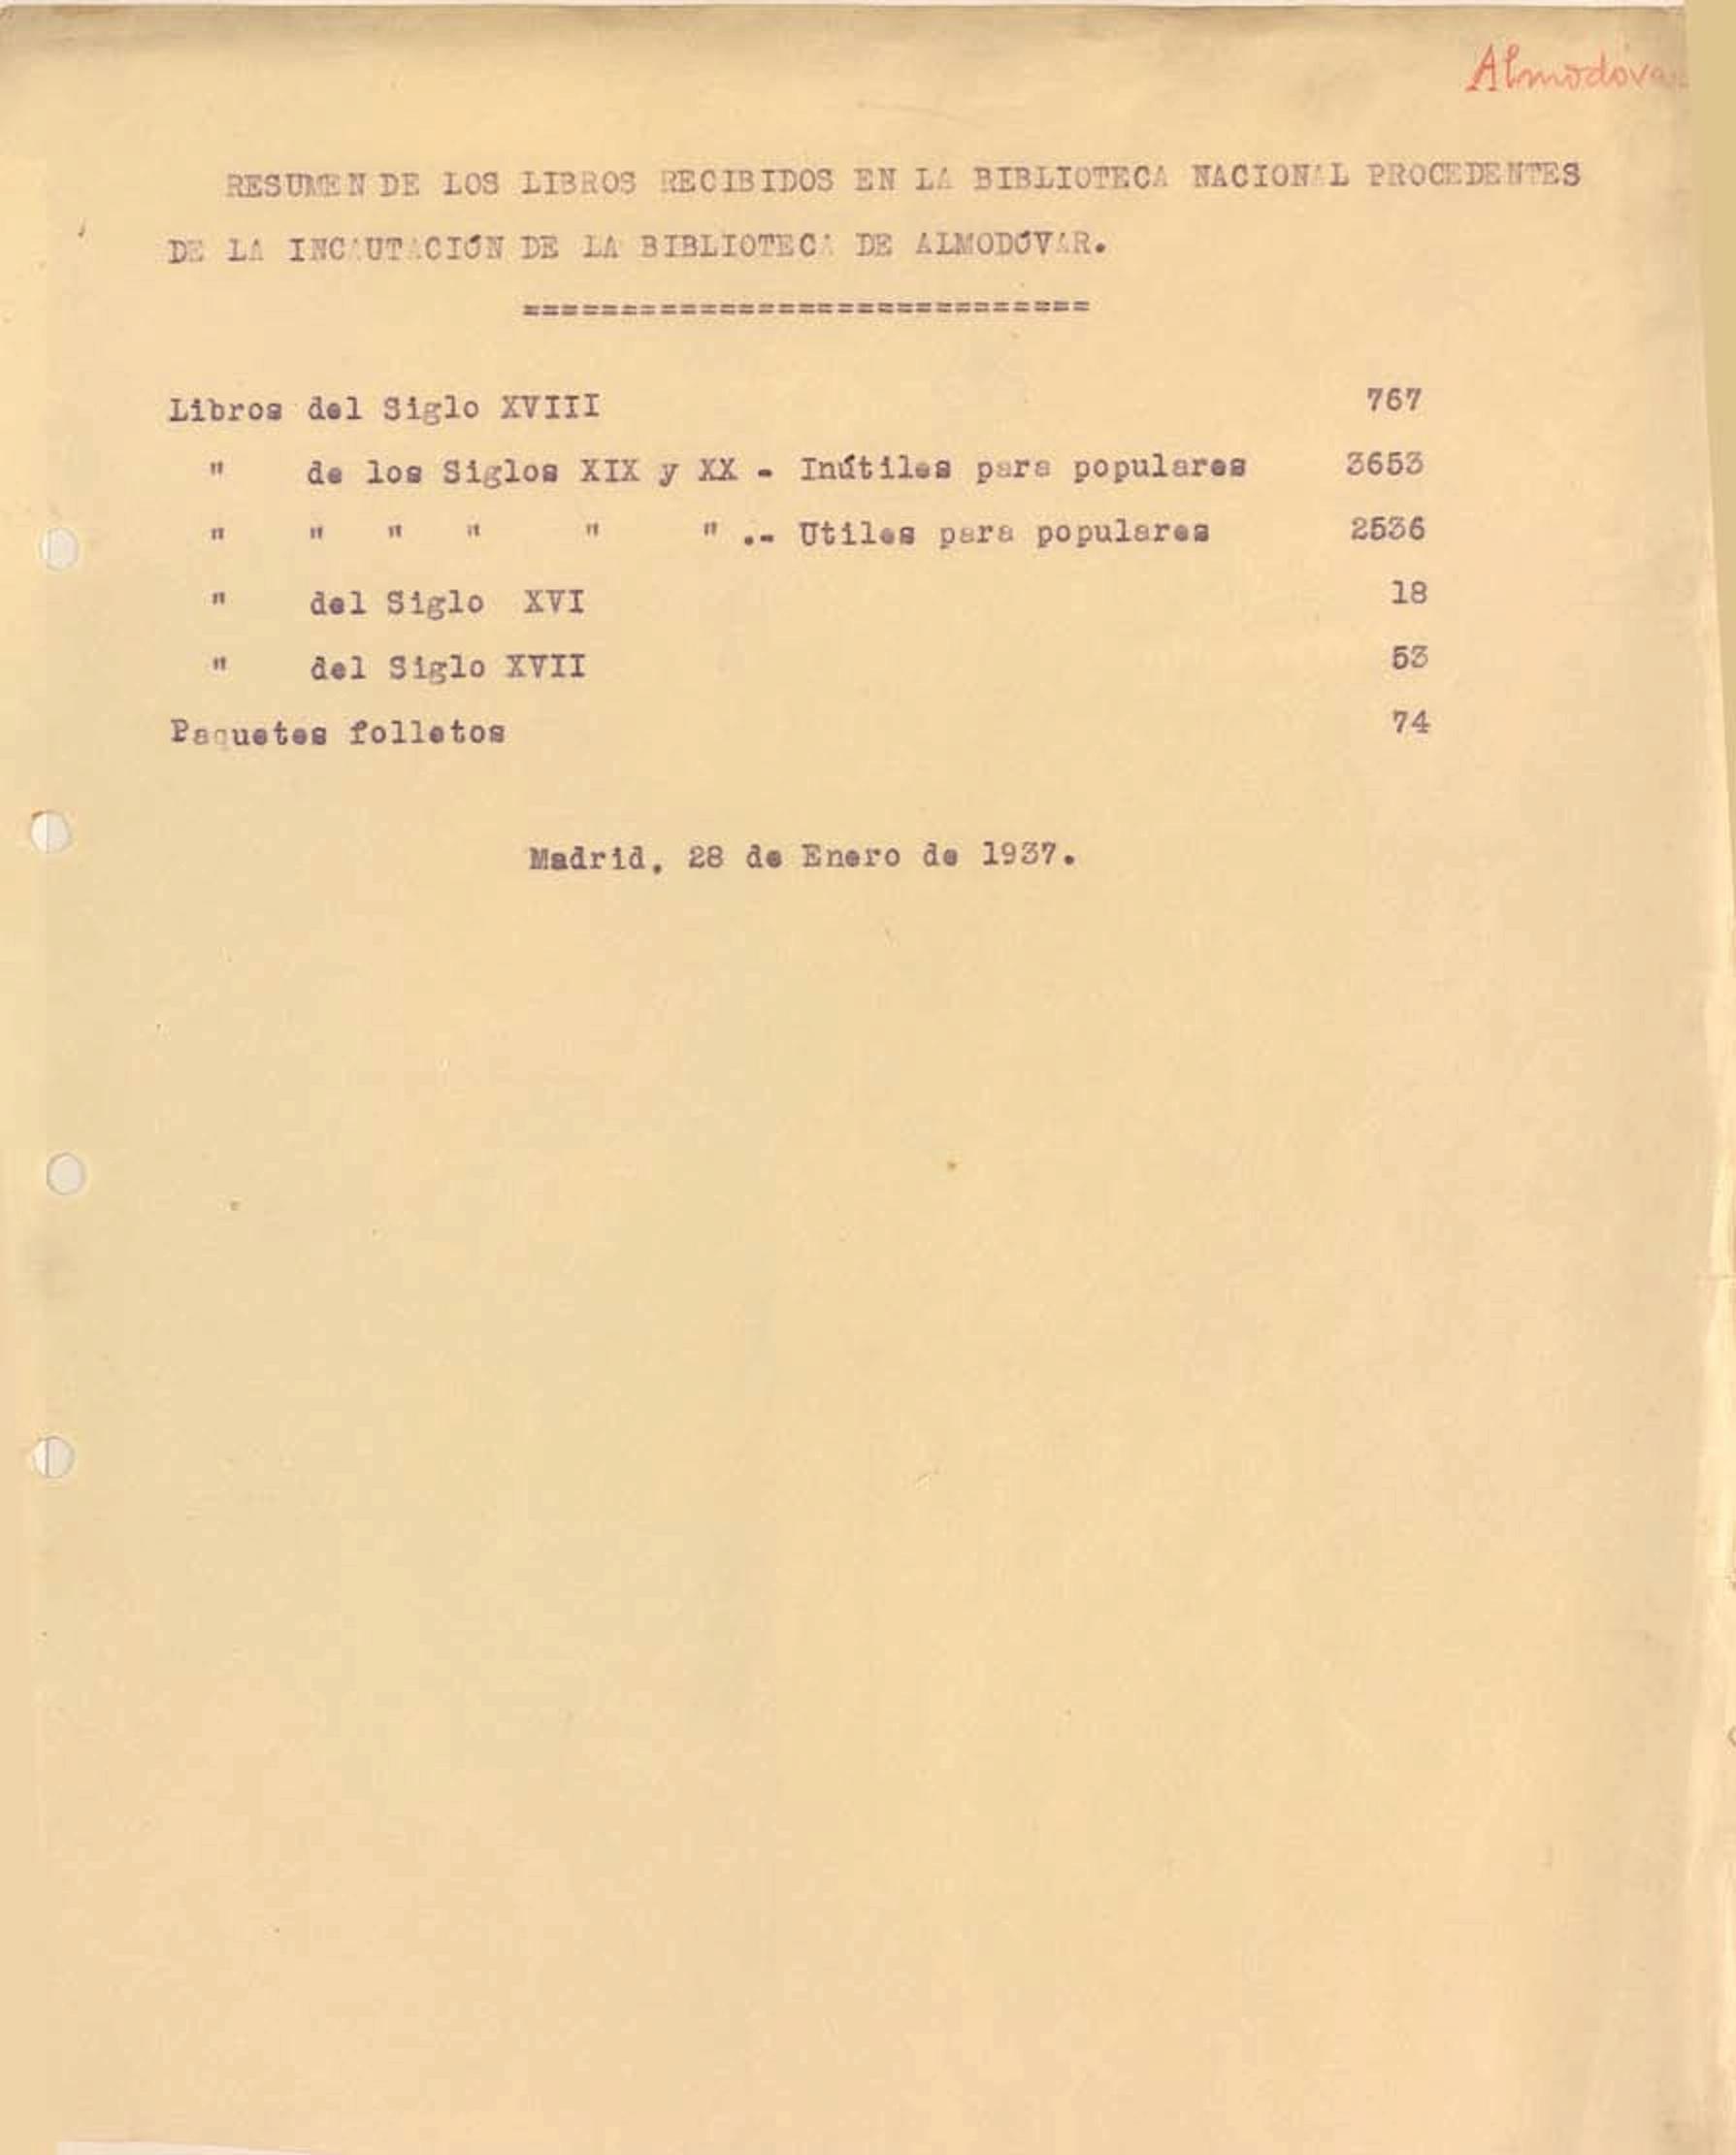 Almodóvar
RESUMEN DE LOS LIBROS RECIBIDOS EN LA BIBLIOTECA NACIONAL PROCEDENTES
DE LA INCAUTACIÓN DE LA BIBLIOTECA DE ALMODÓVAR.
=============================
Libros del Siglo XVIII 767
" de los Siglos XIX y XX - Inútiles para populares 3653
" " " " " " .- Utiles para populares 2536
" del Siglo XVI 18
" del Siglo XVII 53
Paquetes folletos 74
Madrid, 28 de Enero de 1937.